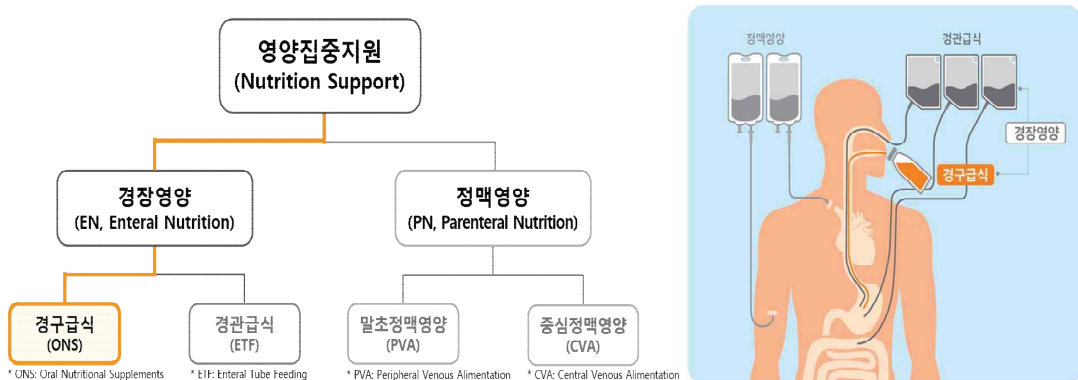 영양집중지원
(Nutrition Support)
경장영양
(EN, Enteral Nutrition)
정맥영양
(PN, Parenteral Nutrition)
경구급식
(ONS)
경관급식
(ETF)
말초정맥영양
(PVA)
중심정맥영양
(CVA)
* ONS: Oral Nutritional Supplements
* ETF: Enteral Tube Feeding
* PVA: Peripheral Venous Alimentation
* CVA: Central Venous Alimentation
정맥영양
경관급식
경장영양
경구급식